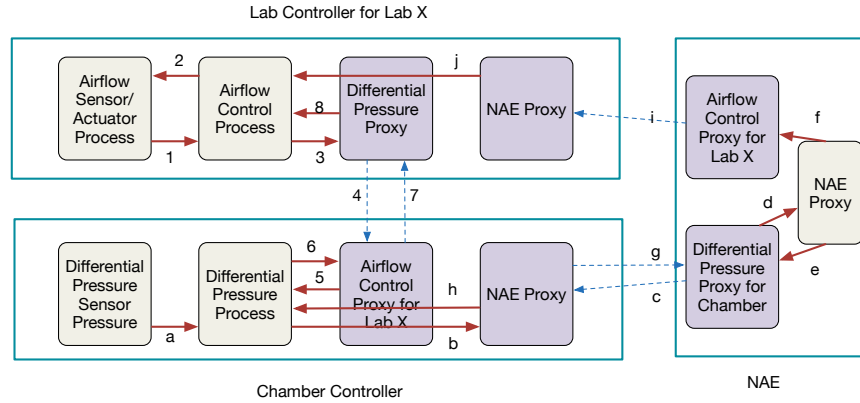 Lab Controller for Lab X
Airflow
Sensor/
Actuator
Process
2
1
Airflow
Control
Process
8
3
Differential
Pressure
Proxy
j
NAE Proxy
i
Airflow
Control
Proxy for
Lab X
f
NAE
Proxy
d
e
4
7
Differential
Pressure
Sensor
Pressure
a
Differential
Pressure
Process
6
5
Airflow
Control
Proxy for
Lab X
h
b
NAE Proxy
g
c
Differential
Pressure
Proxy for
Chamber
Chamber Controller
NAE